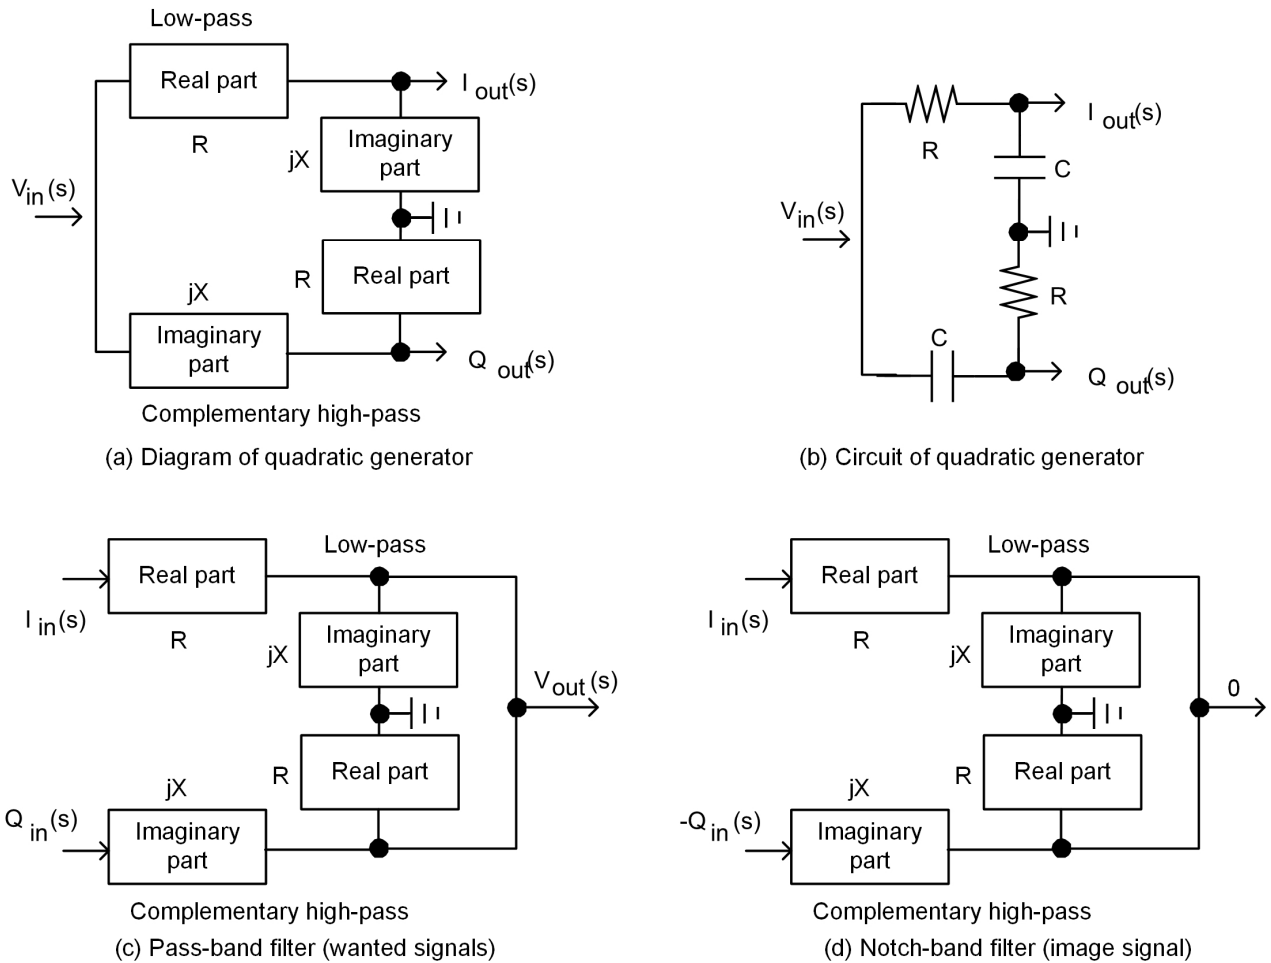 Low-pass
Real part
R
I out(s)
Imaginary
part
jX
Vin(s)
Real part
R
jX
Imaginary
part
Q out(s)
Complementary high-pass
(a) Diagram of quadratic generator
R
I out(s)
C
Vin(s)
R
C
Q out(s)
(b) Circuit of quadratic generator
Low-pass
Real part
I in(s)
R
Imaginary
part
jX
Vout(s)
Real part
R
jX
Q in(s)
Imaginary
part
Complementary high-pass
(c) Pass-band filter (wanted signals)
Low-pass
Real part
I in(s)
R
Imaginary
part
jX
0
Real part
R
jX
-Qin(s)
Imaginary
part
Complementary high-pass
(d) Notch-band filter (image signal)